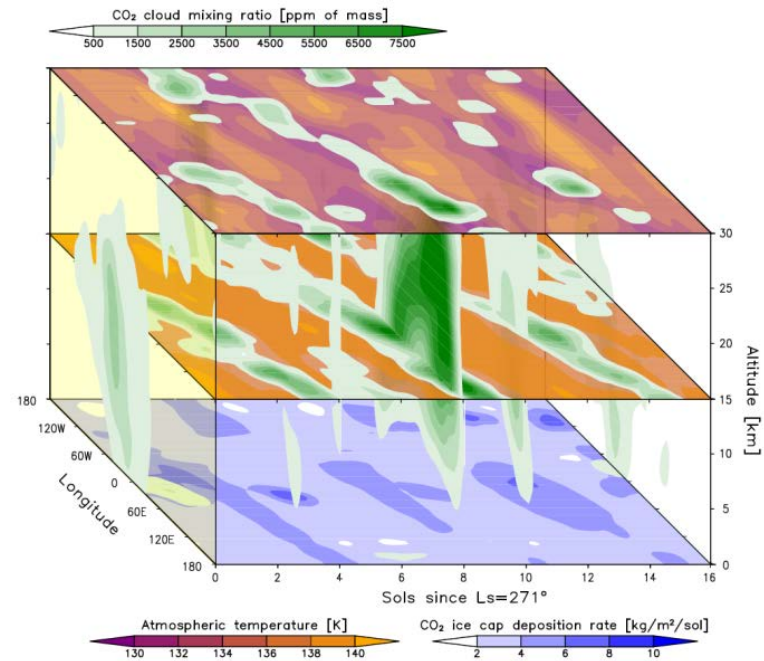 CO₂ cloud mixing ratio [ppm of mass]
500 1500 2500 3500 4500 5500 6500 7500
30
25
20
15
10
5
0
Altitude [km]
180
120W
60W
0
60E
120E
180
Longitude
0 2 4 6 8 10 12 14 16
Sols since Ls=271°
Atmospheric temperature [K]
130 132 134 136 138 140
CO₂ ice cap deposition rate [kg/m²/sol]
2 4 6 8 10